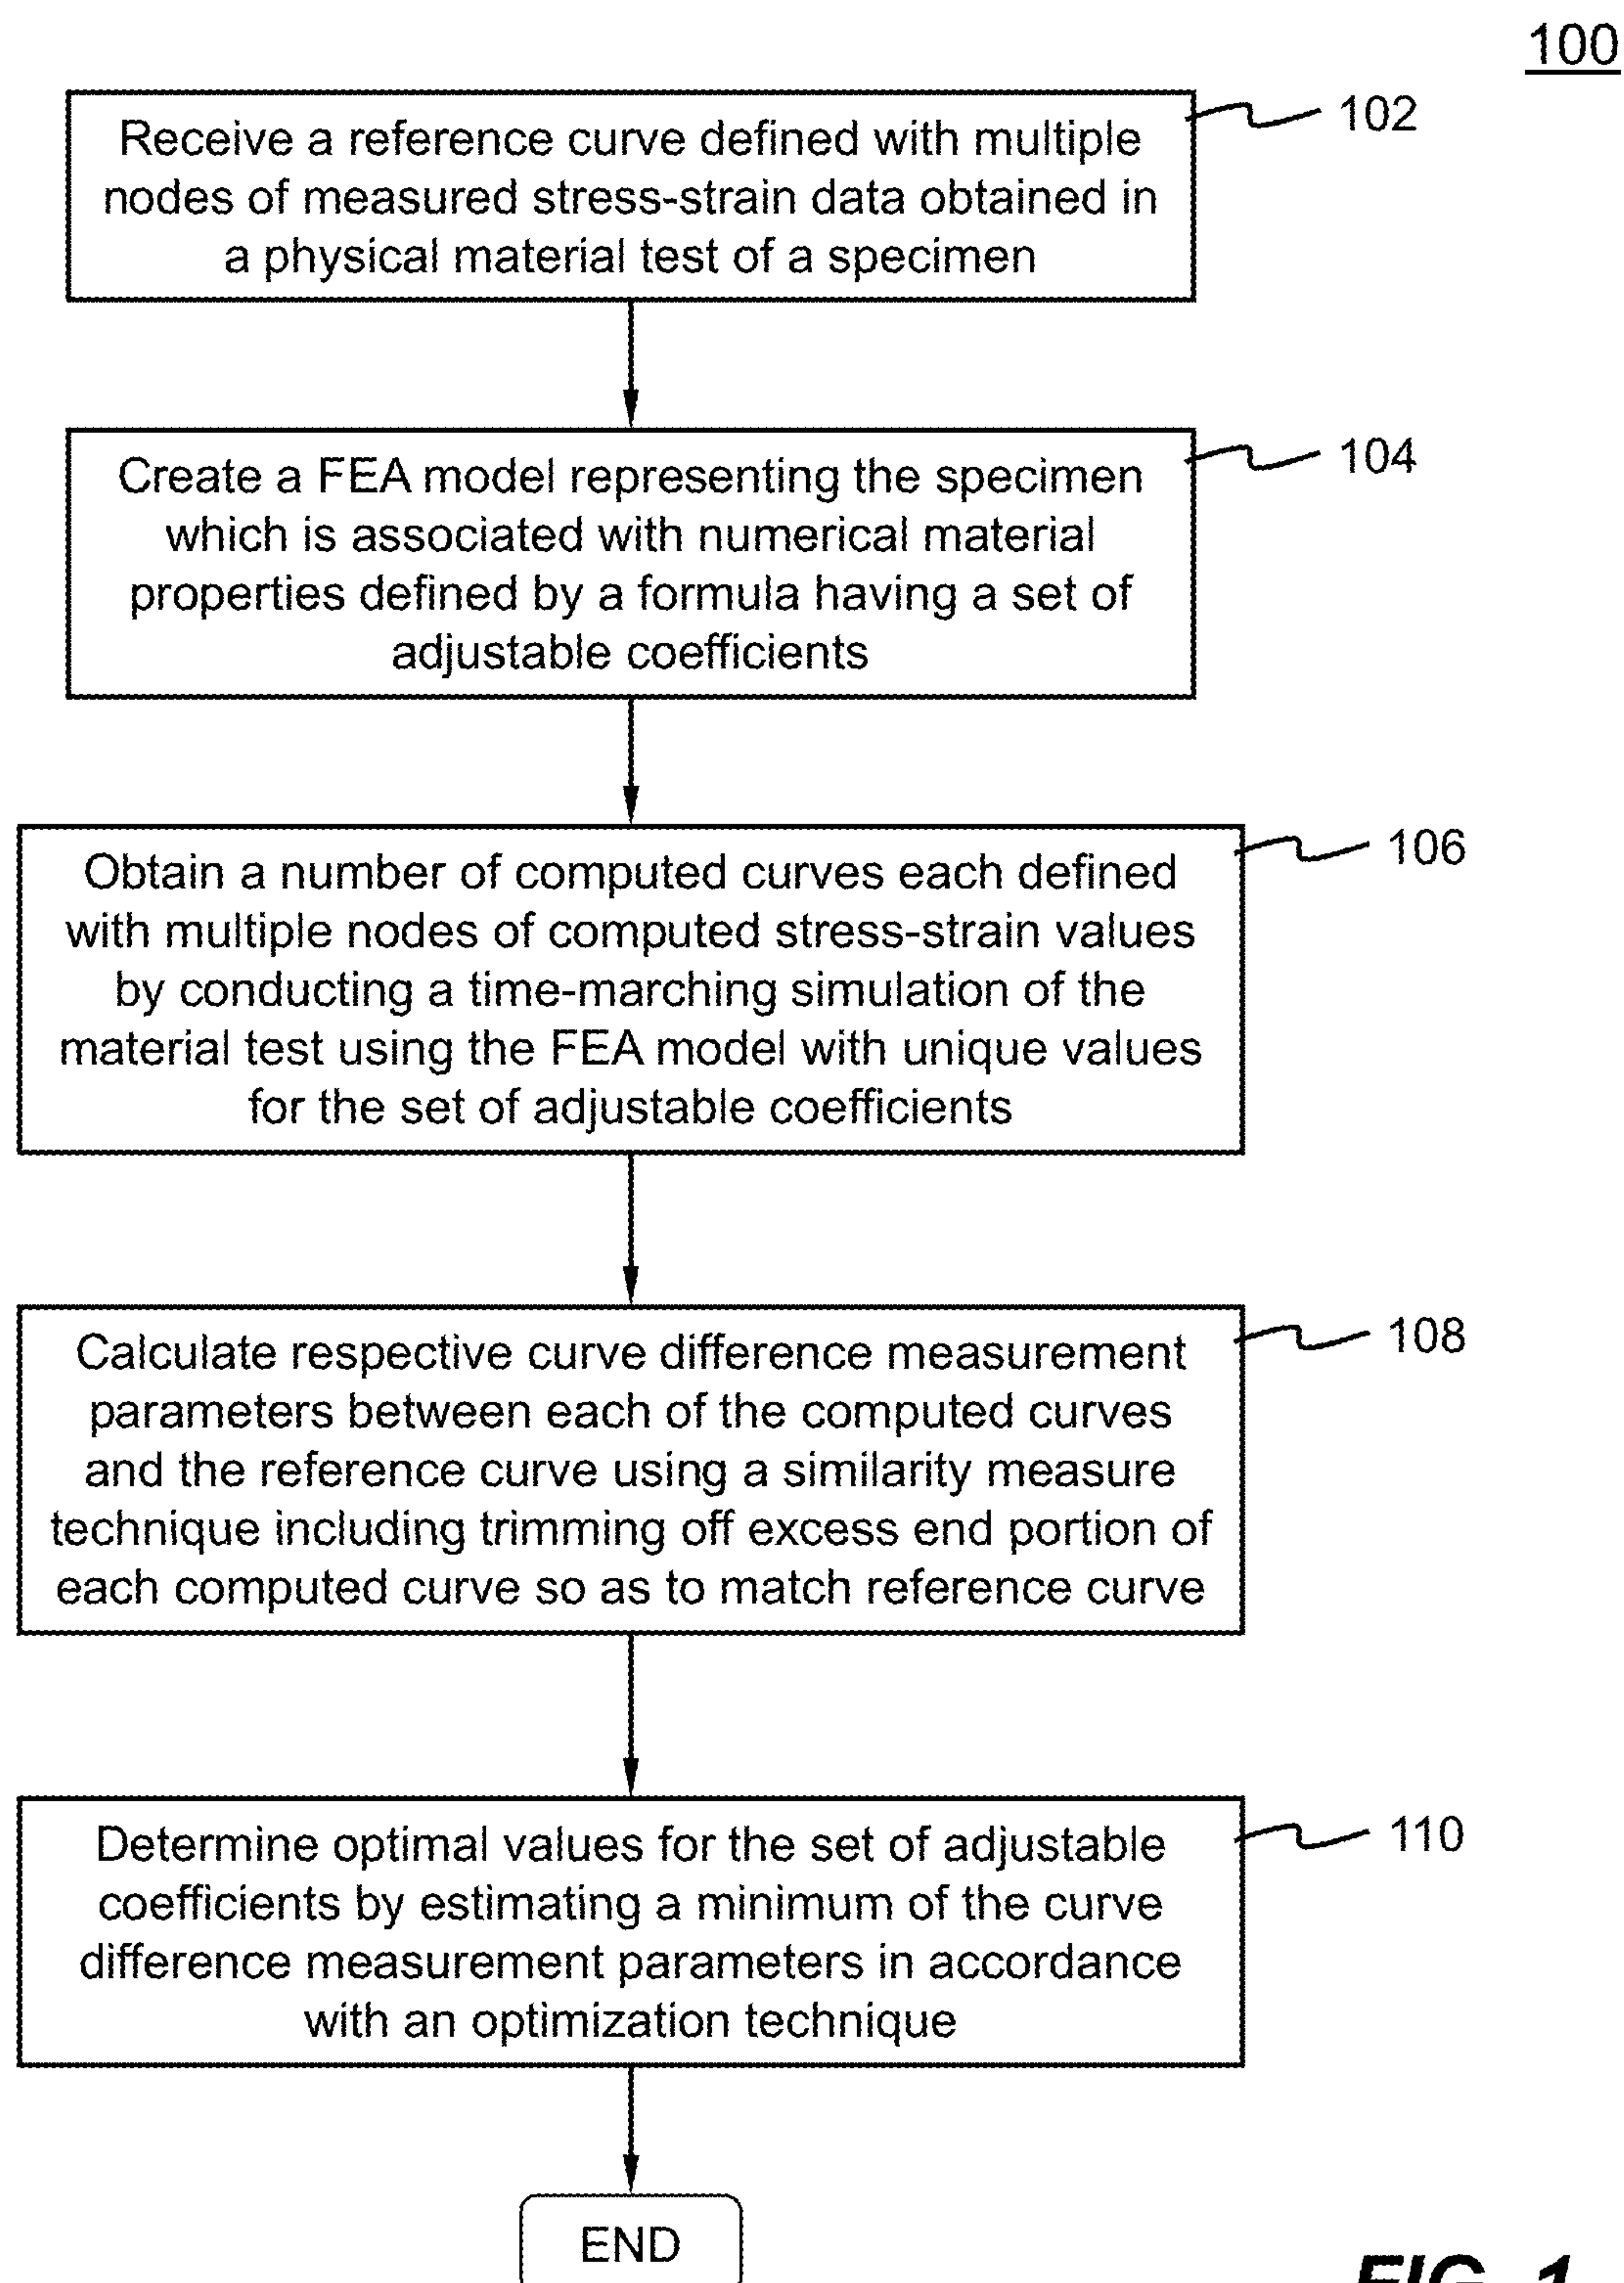 100
Receive a reference curve defined with multiple
nodes of measured stress-strain data obtained in
a physical material test of a specimen
102
Create a FEA model representing the specimen
which is associated with numerical material
properties defined by a formula having a set of
adjustable coefficients
104
Obtain a number of computed curves each defined
with multiple nodes of computed stress-strain values
by conducting a time-marching simulation of the
material test using the FEA model with unique values
for the set of adjustable coefficients
106
Calculate respective curve difference measurement
parameters between each of the computed curves
and the reference curve using a similarity measure
technique including trimming off excess end portion of
each computed curve so as to match reference curve
108
Determine optimal values for the set of adjustable
coefficients by estimating a minimum of the curve
difference measurement parameters in accordance
with an optimization technique
110
END
FIG. 1